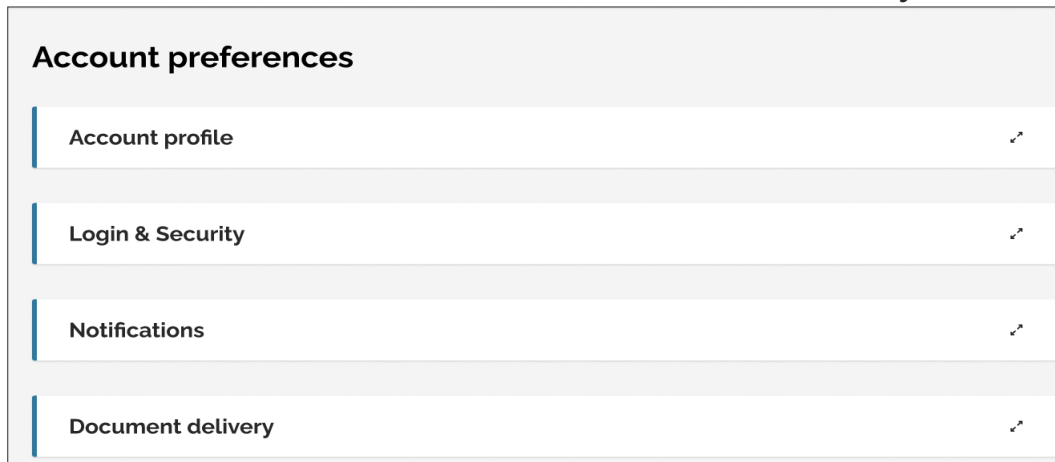 Account preferences
Account profile
Login & Security
Notifications
Document delivery